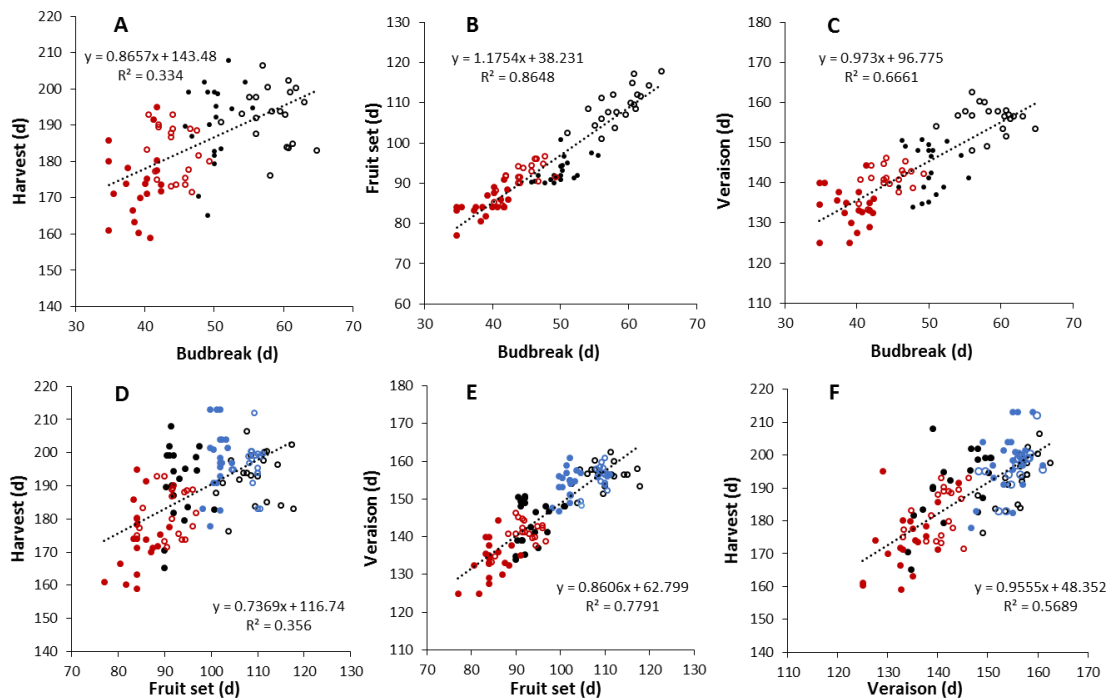 A
y = 0.8657x + 143.48
R² = 0.334
Harvest (d)
220
210
200
190
180
170
160
150
140
30 40 50 60 70
Budbreak (d)
B
y = 1.1754x + 38.231
R² = 0.8648
Fruit set (d)
130
120
110
100
90
80
70
60
30 40 50 60 70
Budbreak (d)
C
y = 0.973x + 96.775
R² = 0.6661
Veraison (d)
180
170
160
150
140
130
120
110
30 40 50 60 70
Budbreak (d)
D
y = 0.7369x + 116.74
R² = 0.356
Harvest (d)
220
210
200
190
180
170
160
150
140
70 80 90 100 110 120 130
Fruit set (d)
E
y = 0.8606x + 62.799
R² = 0.7791
Veraison (d)
180
170
160
150
140
130
120
110
70 80 90 100 110 120 130
Fruit set (d)
F
y = 0.9555x + 48.352
R² = 0.5689
Harvest (d)
220
210
200
190
180
170
160
150
140
110 120 130 140 150 160 170
Veraison (d)